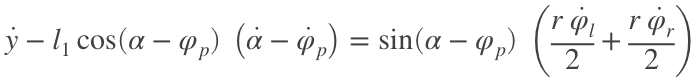 ẏ − l₁ cos(α − φₚ) (α̇ − φ̇ₚ) = sin(α − φₚ) (r φ̇ₗ / 2 + r φ̇ᵣ / 2)